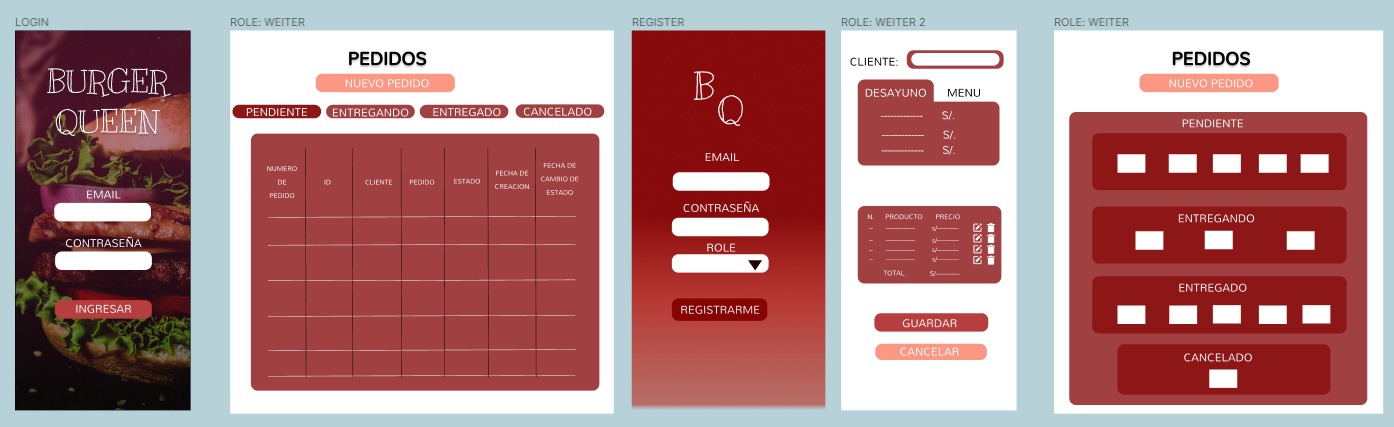 LOGIN
BURGER
QUEEN
EMAIL
CONTRASEÑA
INGRESAR
ROLE: WEITER
PEDIDOS
NUEVO PEDIDO
PENDIENTE ENTREGANDO ENTREGADO CANCELADO
NUMERO
DE
PEDIDO
ID
CLIENTE
PEDIDO
ESTADO
FECHA DE
CREACION
FECHA DE
CAMBIO DE
ESTADO
REGISTER
B
Q
EMAIL
CONTRASEÑA
ROLE
REGISTRARME
ROLE: WEITER 2
CLIENTE:
DESAYUNO MENU
------------- S/.
------------- S/.
------------- S/.
N. PRODUCTO PRECIO
-- ------------- s/----------
-- ------------- s/----------
-- ------------- s/----------
-- ------------- s/----------
TOTAL S/----------
GUARDAR
CANCELAR
ROLE: WEITER
PEDIDOS
NUEVO PEDIDO
PENDIENTE
ENTREGANDO
ENTREGADO
CANCELADO